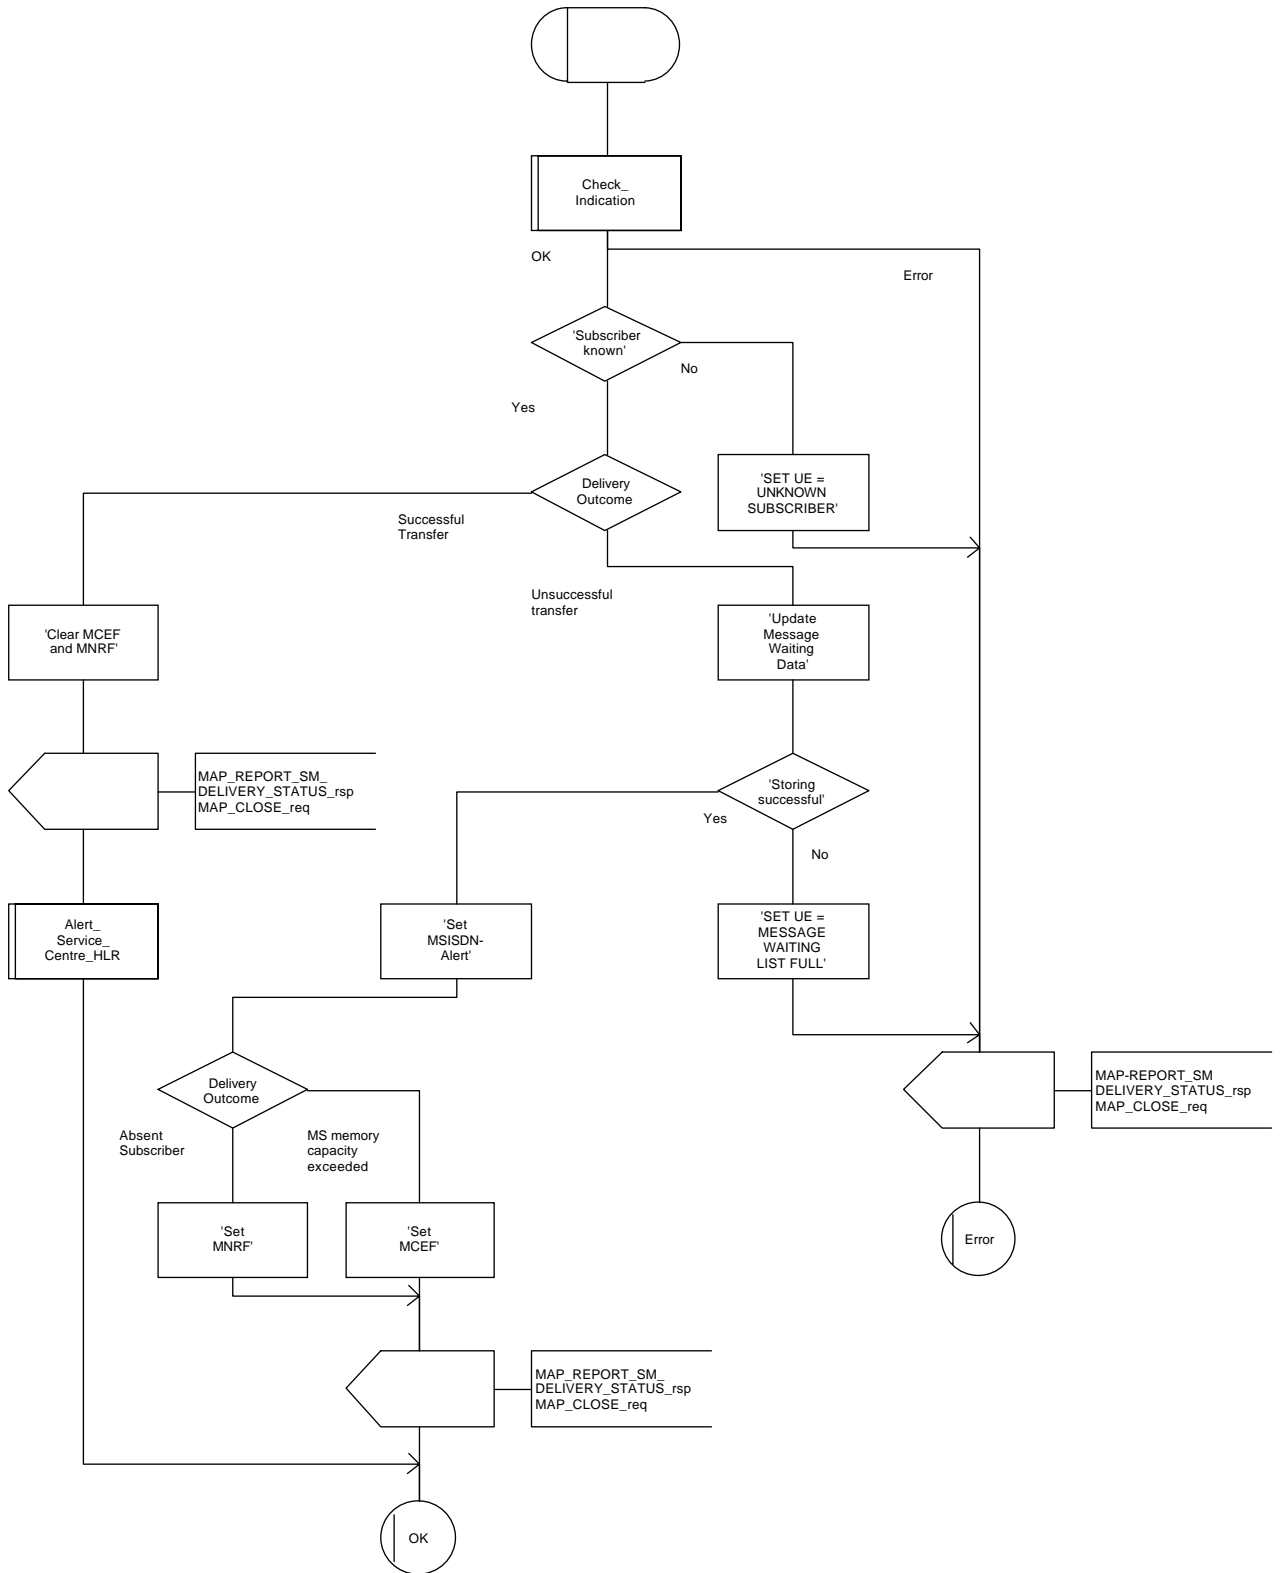 Check_
Indication
OK
Error
'Subscriber
known'
No
Yes
Delivery
Outcome
'SET UE =
UNKNOWN
SUBSCRIBER'
Successful
Transfer
Unsuccessful
transfer
'Clear MCEF
and MNRF'
'Update
Message
Waiting
Data'
MAP_REPORT_SM_
DELIVERY_STATUS_rsp
MAP_CLOSE_req
'Storing
successful'
Yes
No
Alert_
Service_
Centre_HLR
'Set
MSISDN-
Alert'
'SET UE =
MESSAGE
WAITING
LIST FULL'
Delivery
Outcome
MAP-REPORT_SM
DELIVERY_STATUS_rsp
MAP_CLOSE_req
Absent
Subscriber
MS memory
capacity
exceeded
'Set
MNRF'
'Set
MCEF'
Error
MAP_REPORT_SM_
DELIVERY_STATUS_rsp
MAP_CLOSE_req
OK